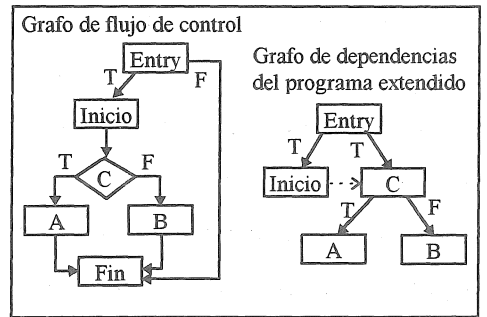 Grafo de flujo de control
Entry
T
F
Inicio
T
C
F
A
B
Fin
Grafo de dependencias
del programa extendido
Entry
T
T
Inicio
C
T
F
A
B